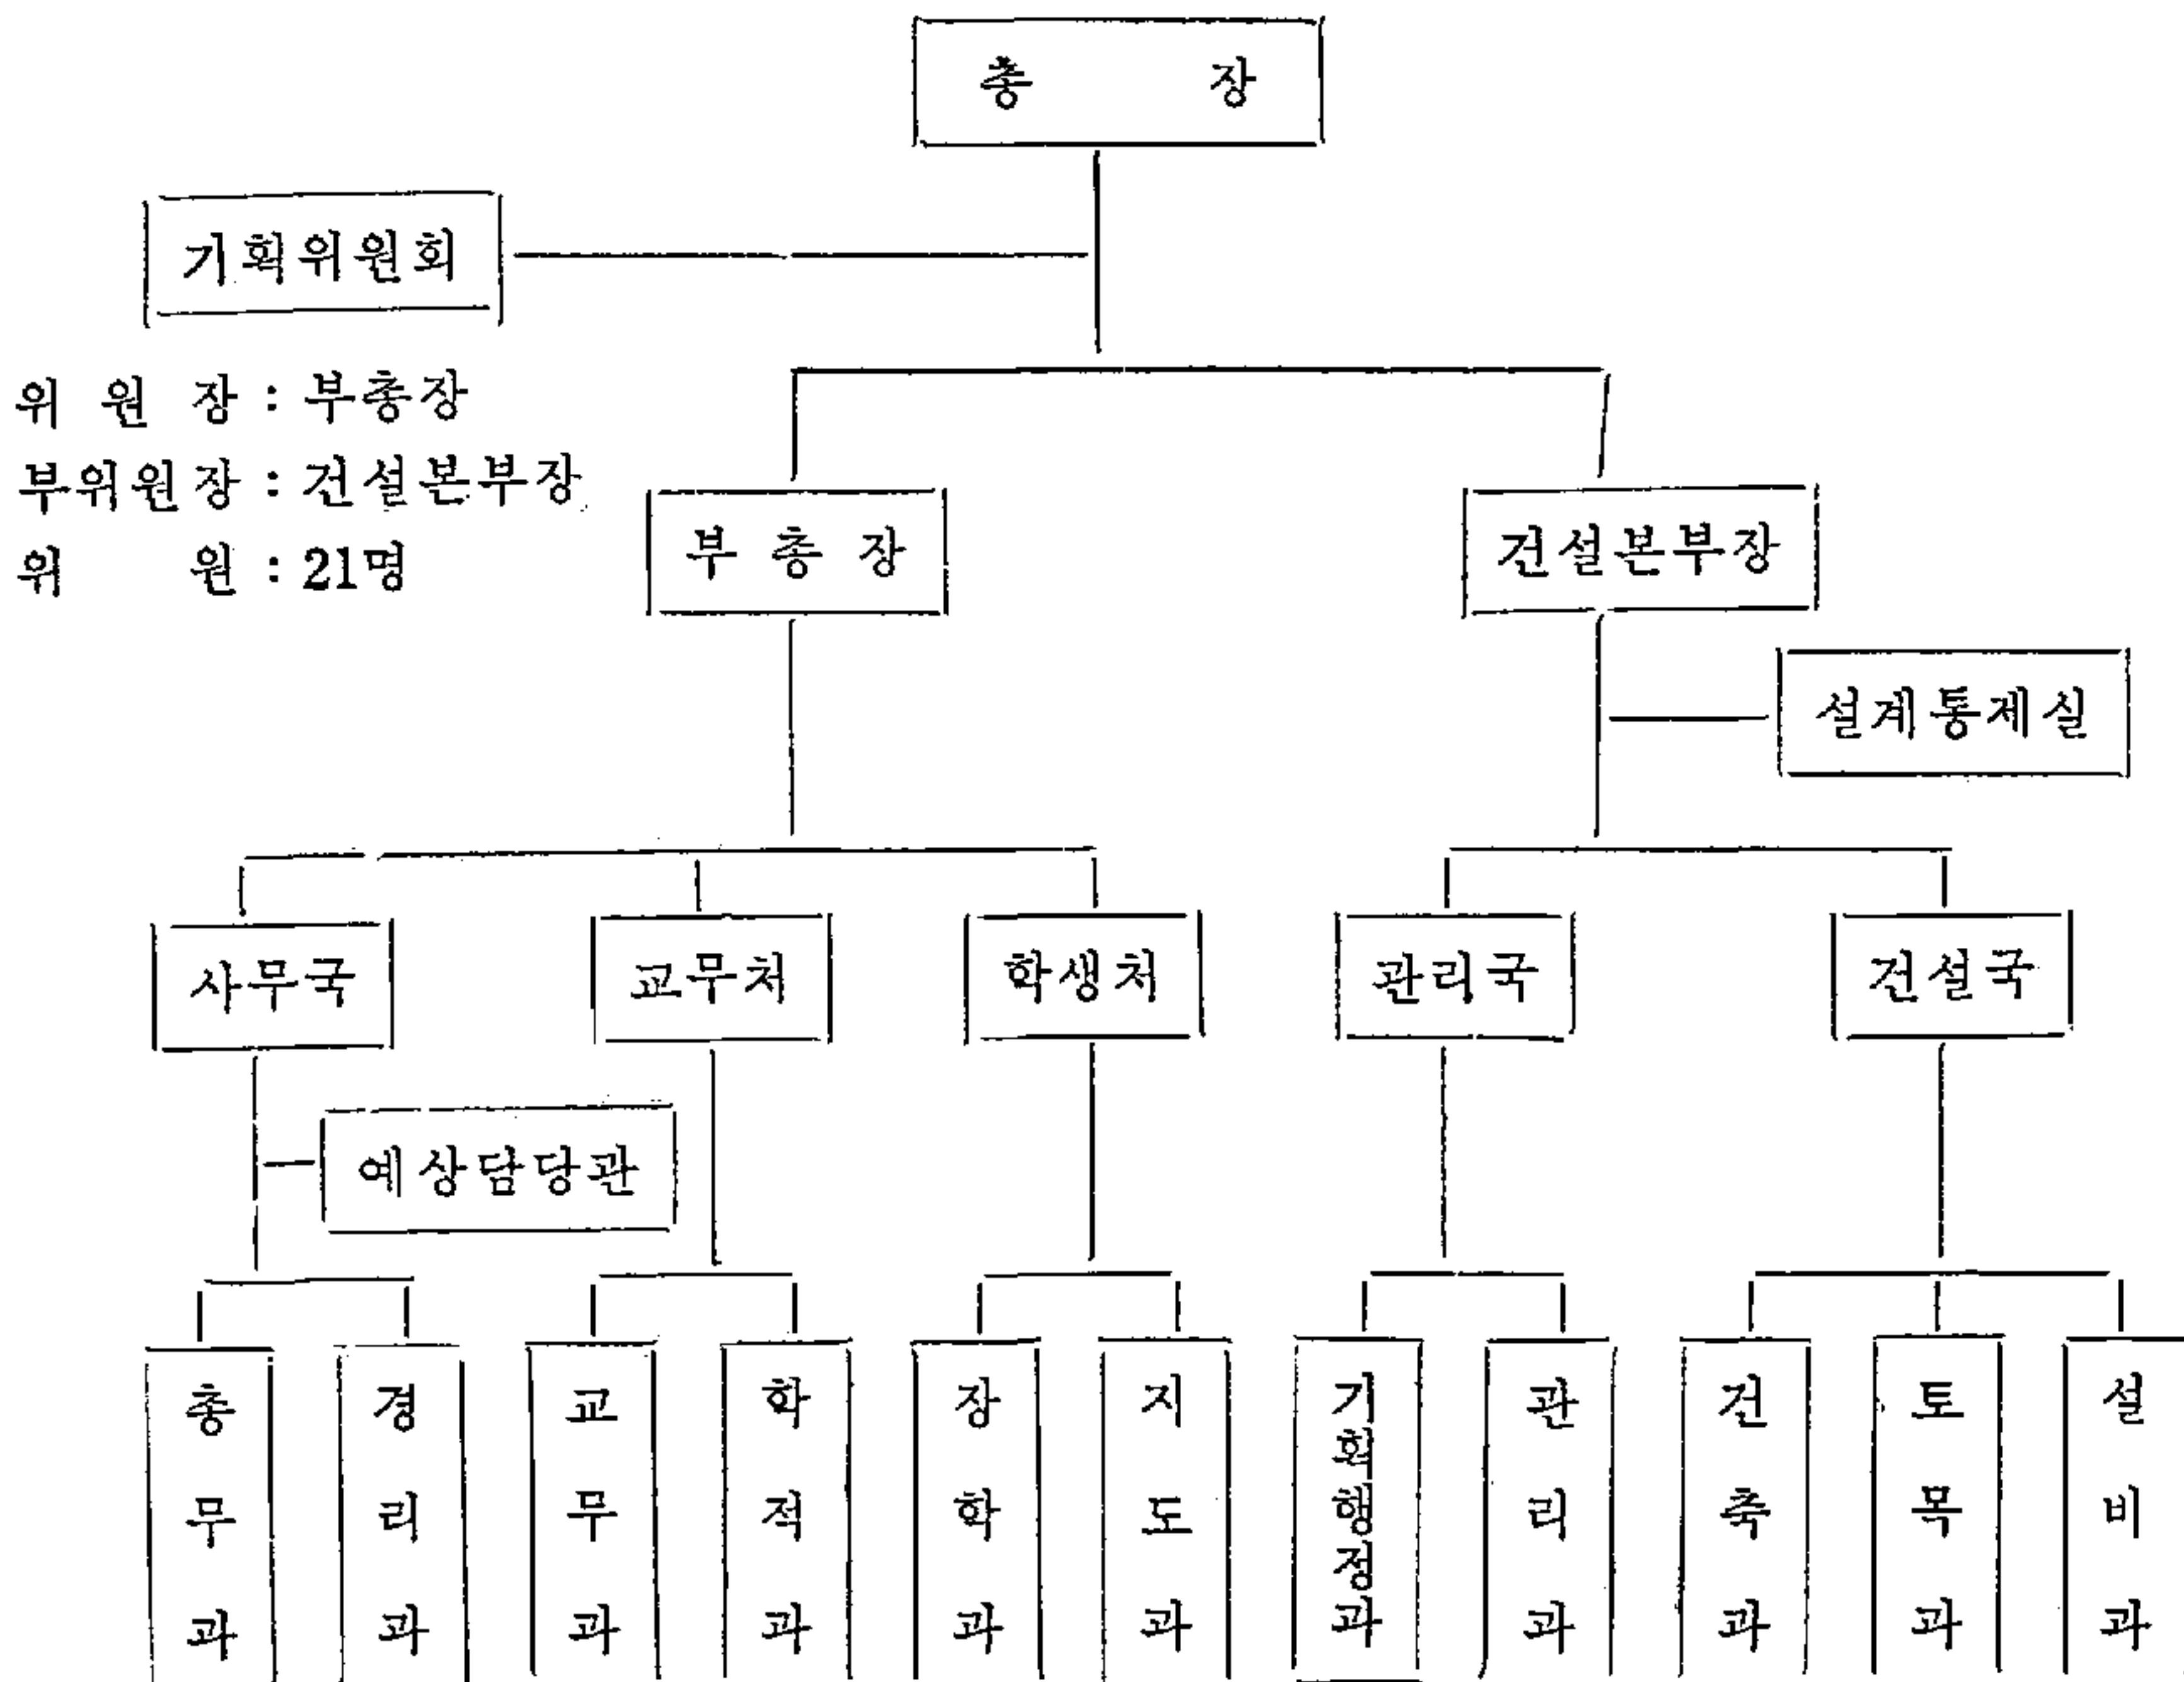 총 장
기획위원회
위 원 장 : 부총장
부위원장 : 건설본부장
위 원 : 21명
부 총 장
건설본부장
설계통제실
사무국
교무처
학생처
관리국
건설국
예상담당관
총무과
경리과
교무과
학적과
장학과
지도과
기획행정과
관리과
건축과
토목과
설비과